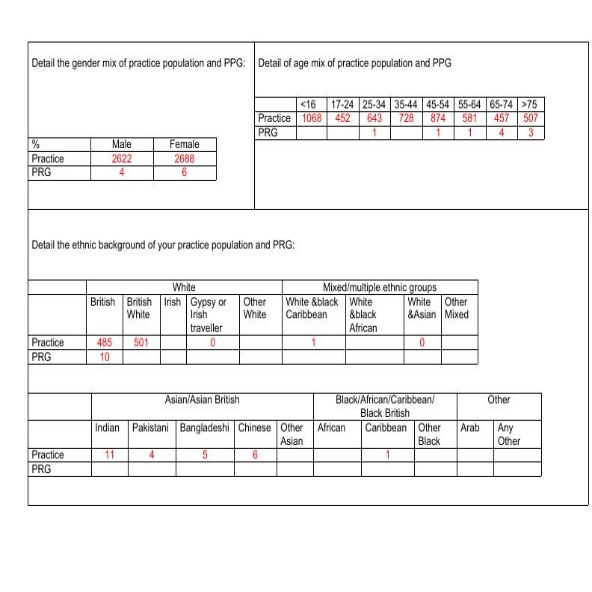 Detail the gender mix of practice population and PPG:
% Male Female
Practice 2622 2688
PRG 4 6
Detail of age mix of practice population and PPG
<16 17-24 25-34 35-44 45-54 55-64 65-74 >75
Practice 1068 452 643 728 874 581 457 507
PRG 1 1 1 4 3
Detail the ethnic background of your practice population and PRG:
White Mixed/multiple ethnic groups
British British Irish Gypsy or Other White &black White White Other
White Irish White Caribbean &black &Asian Mixed
traveller African
Practice 485 501 0 1 0
PRG 10
Asian/Asian British Black/African/Caribbean/ Other
Black British
Indian Pakistani Bangladeshi Chinese Other African Caribbean Other Arab Any
Asian Black Other
Practice 11 4 5 6 1
PRG